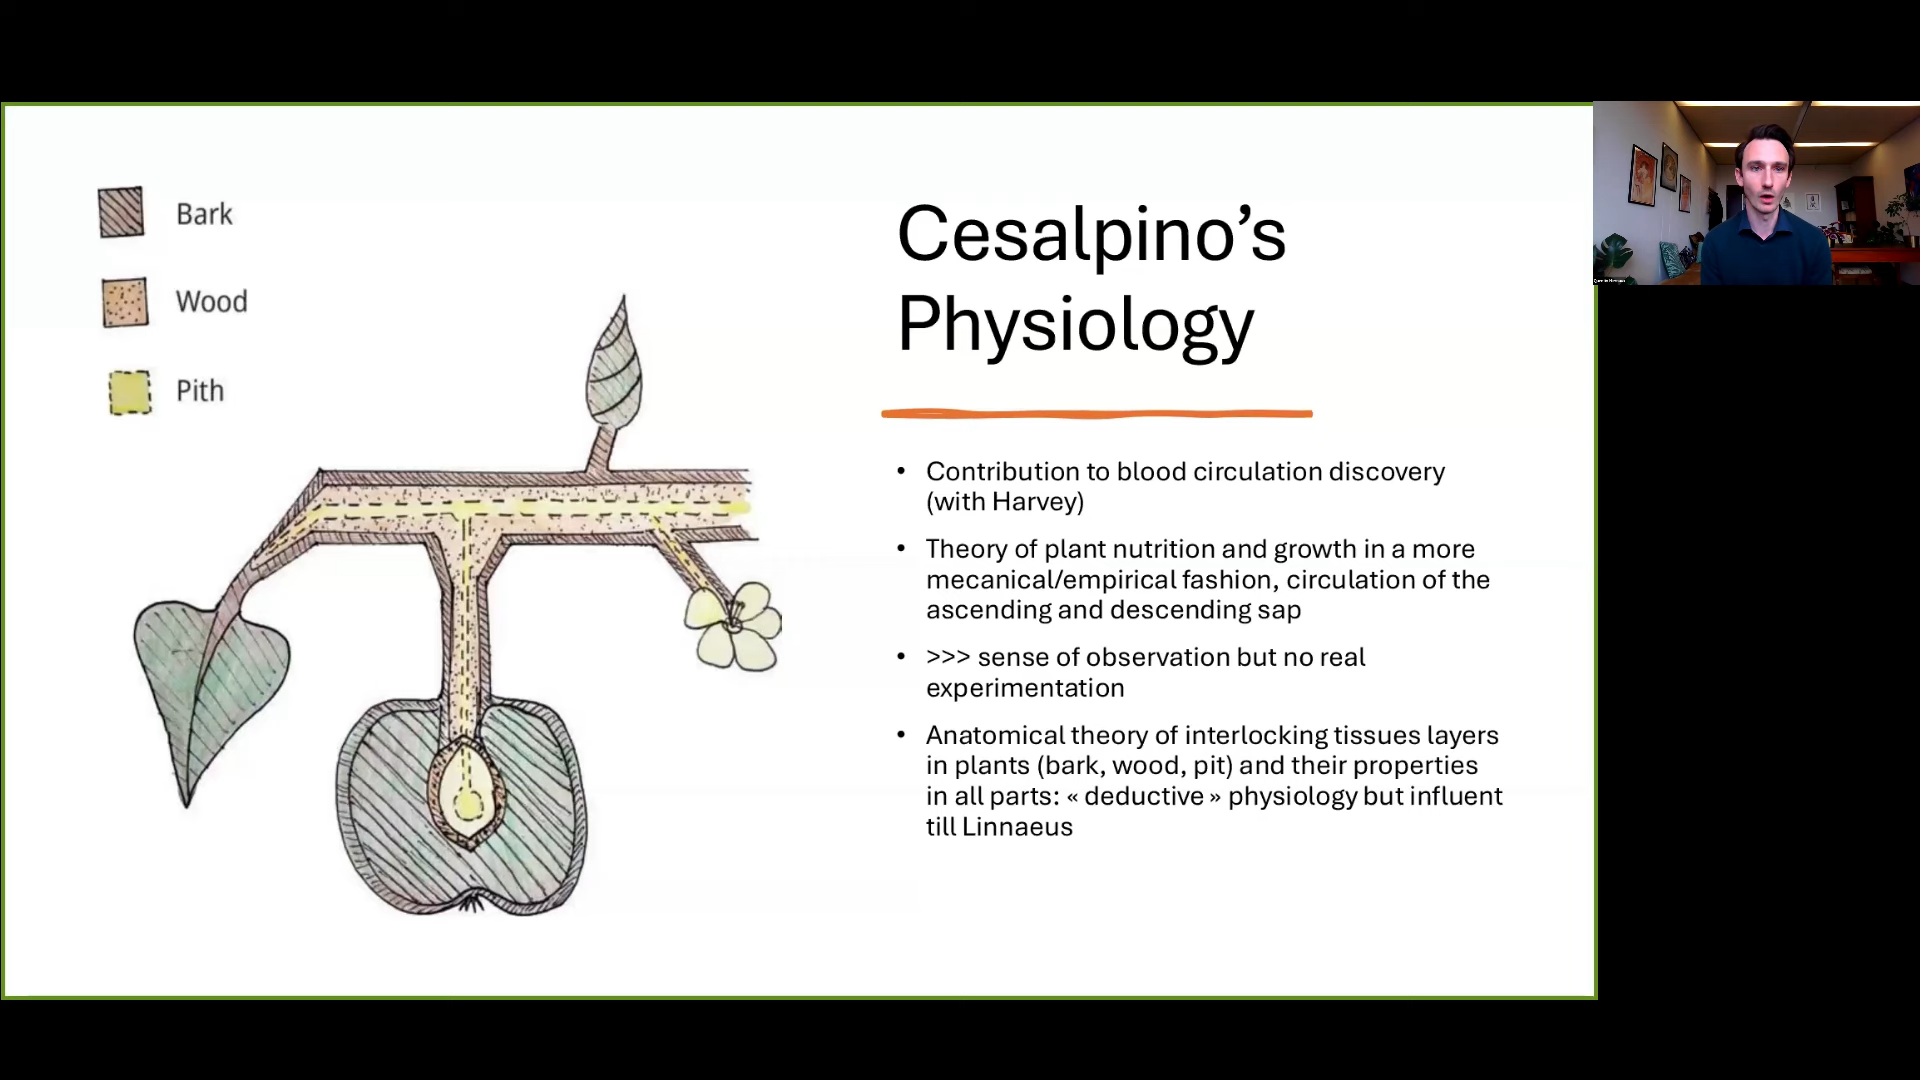 Bark
Wood
Pith
Cesalpino’s
Physiology
• Contribution to blood circulation discovery
(with Harvey)
• Theory of plant nutrition and growth in a more
mecanical/empirical fashion, circulation of the
ascending and descending sap
• >>> sense of observation but no real
experimentation
• Anatomical theory of interlocking tissues layers
in plants (bark, wood, pit) and their properties
in all parts: « deductive » physiology but influent
till Linnaeus